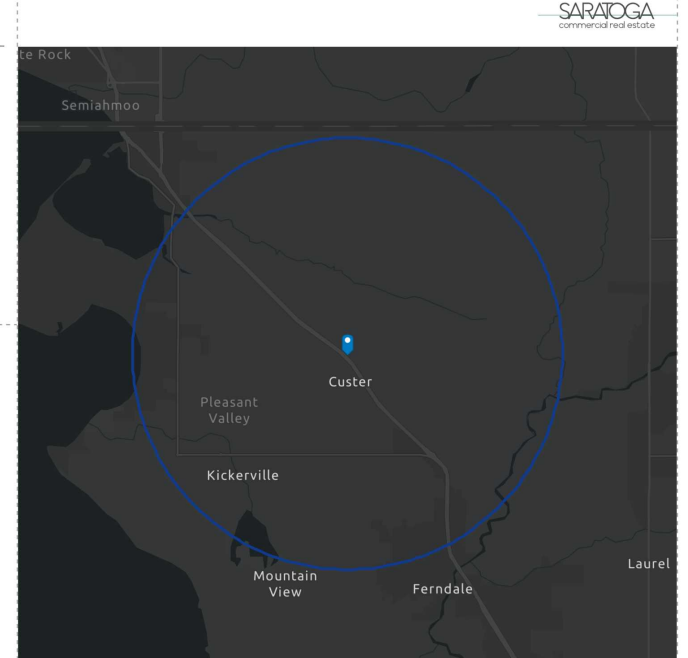 SARATOGA
commercial real estate
te Rock
Semiahmoo
Custer
Pleasant
Valley
Kickerville
Mountain
View
Ferndale
Laurel